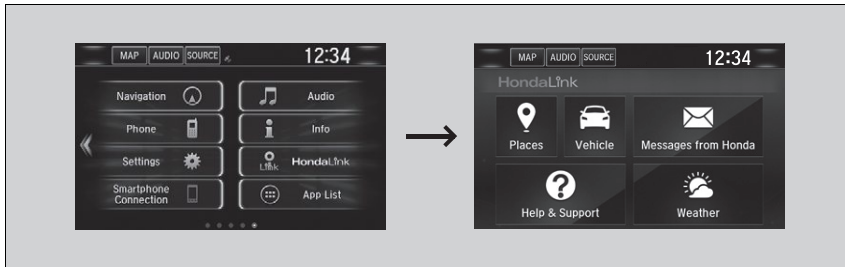 MAP AUDIO SOURCE 12:34
Navigation Audio
Phone Info
Settings Link HondaLink
Smartphone
Connection App List
MAP AUDIO SOURCE 12:34
HondaLink
Places Vehicle Messages from Honda
Help & Support Weather